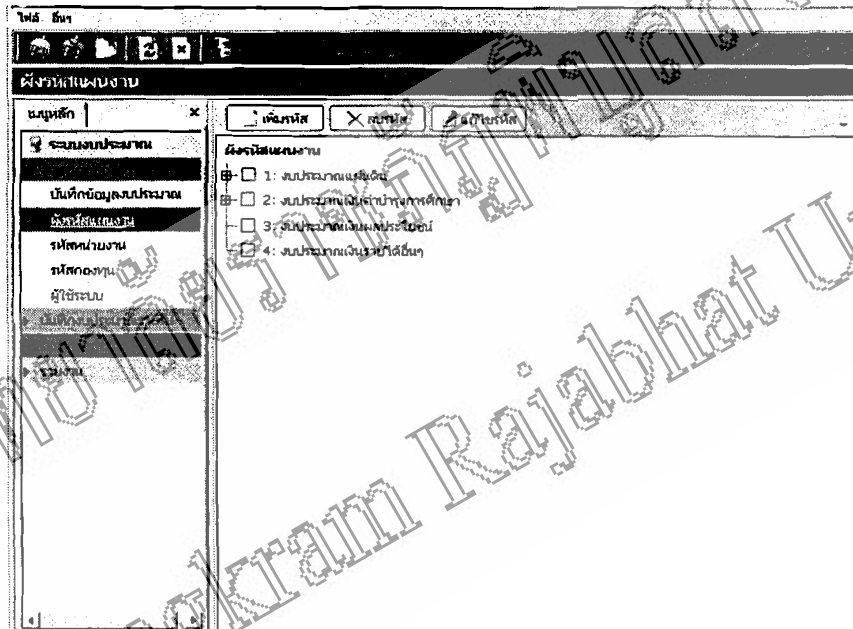 ไฟล์ อื่นๆ
ผังรหัสแผนงาน
เมนูหลัก ×
เพิ่มรหัส ลบรหัส แก้ไขรหัส
ระบบงบประมาณ
ผังรหัสแผนงาน
1: งบประมาณแผ่นดิน
บันทึกข้อมูลงบประมาณ
2: งบประมาณเงินค่าบำรุงการศึกษา
ผังรหัสแผนงาน
3: งบประมาณเงินผลประโยชน์
รหัสหน่วยงาน
4: งบประมาณเงินรายได้อื่นๆ
รหัสกองทุน
ผู้ใช้ระบบ
รายงาน
Rajabhat